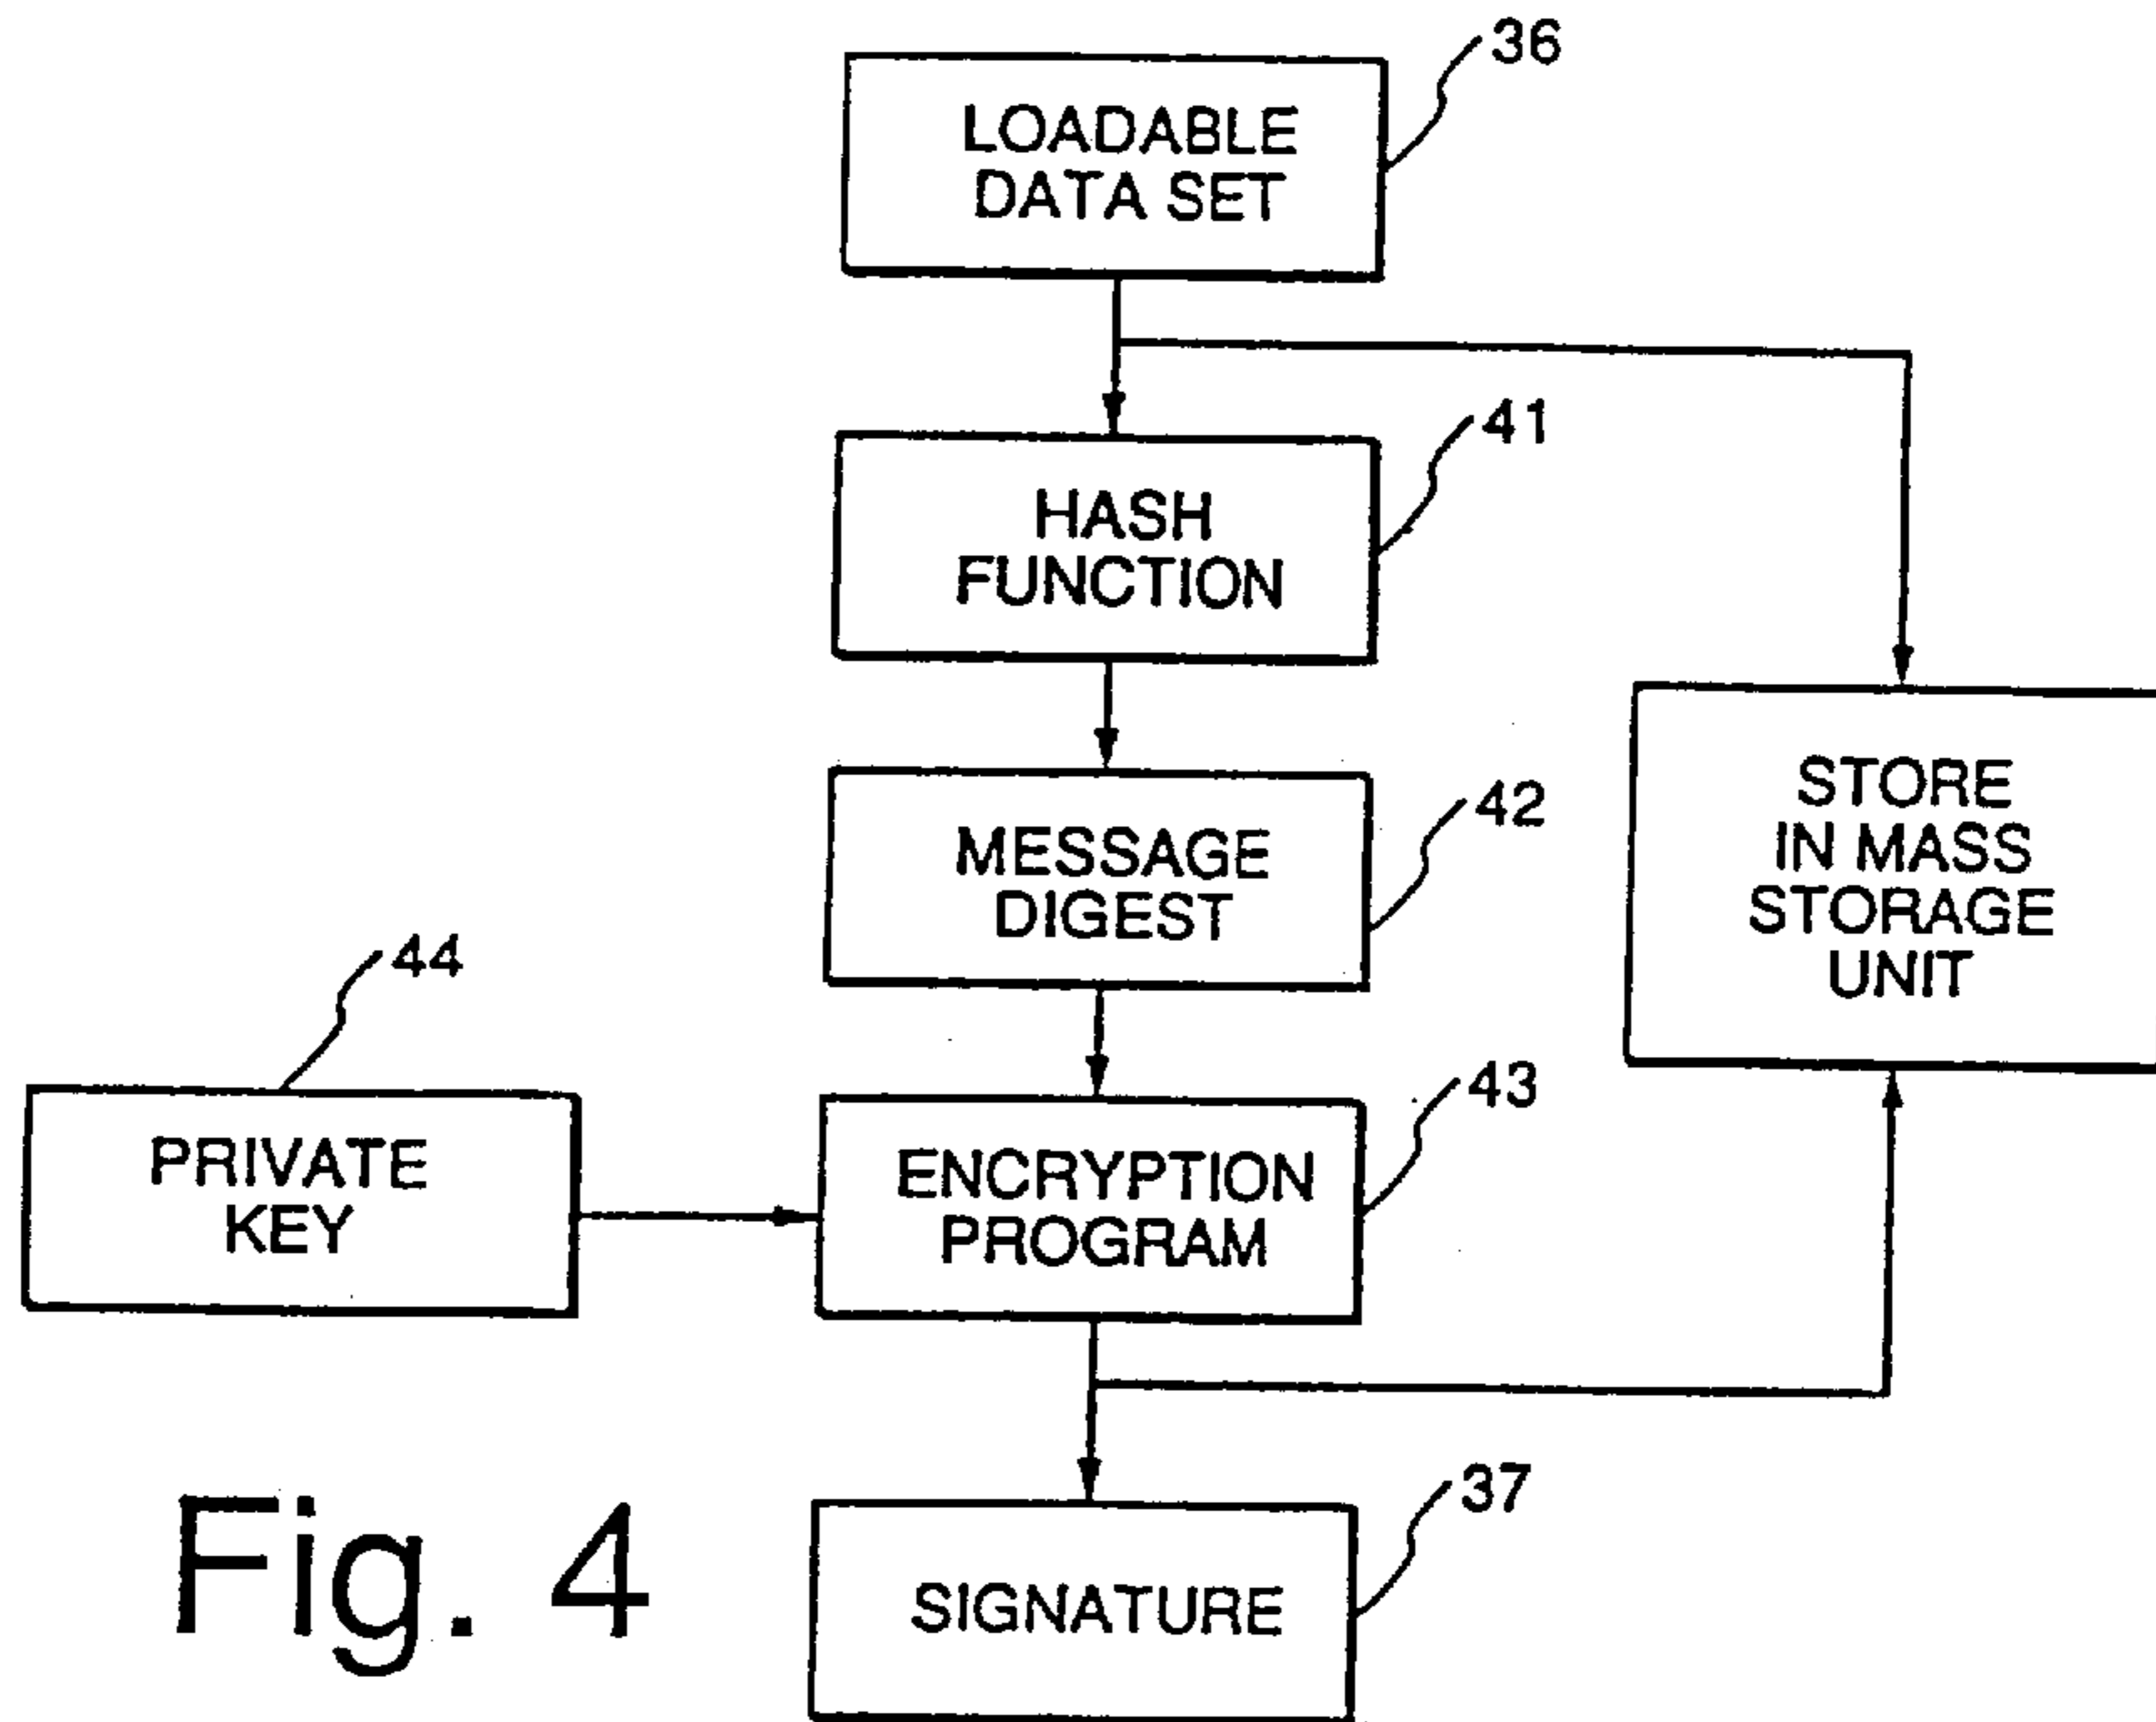 36
LOADABLE
DATA SET
41
HASH
FUNCTION
42
MESSAGE
DIGEST
STORE
IN MASS
STORAGE
UNIT
44
PRIVATE
KEY
43
ENCRYPTION
PROGRAM
37
SIGNATURE
Fig. 4